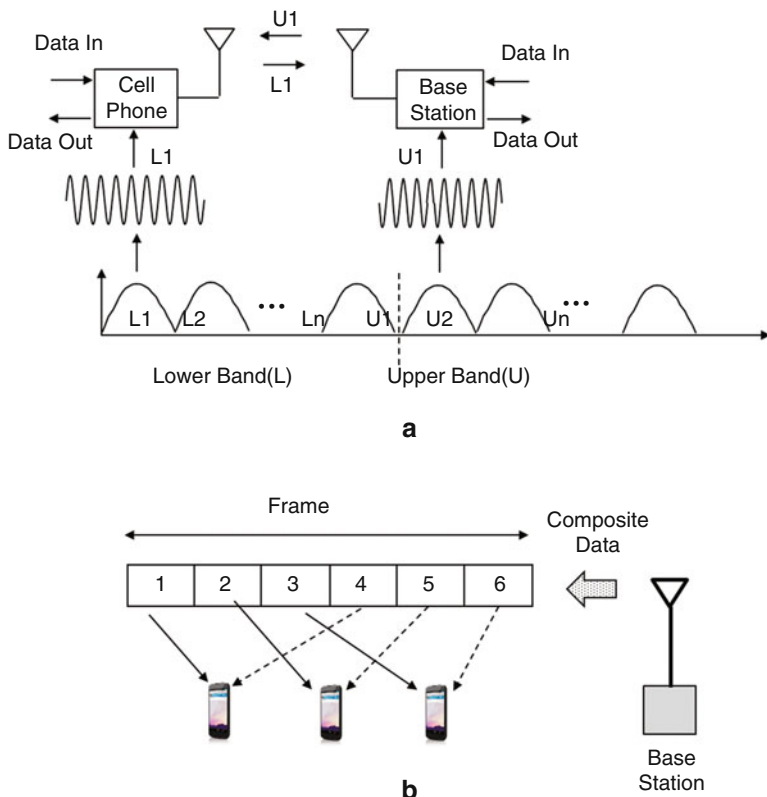 U1
Data In
Data In
Cell
Phone
Base
Station
L1
Data Out
Data Out
L1
U1
L1 L2 ... Ln U1 U2 Un ...
Lower Band(L)
Upper Band(U)
a
Frame
Composite
Data
1 2 3 4 5 6
Base
Station
b